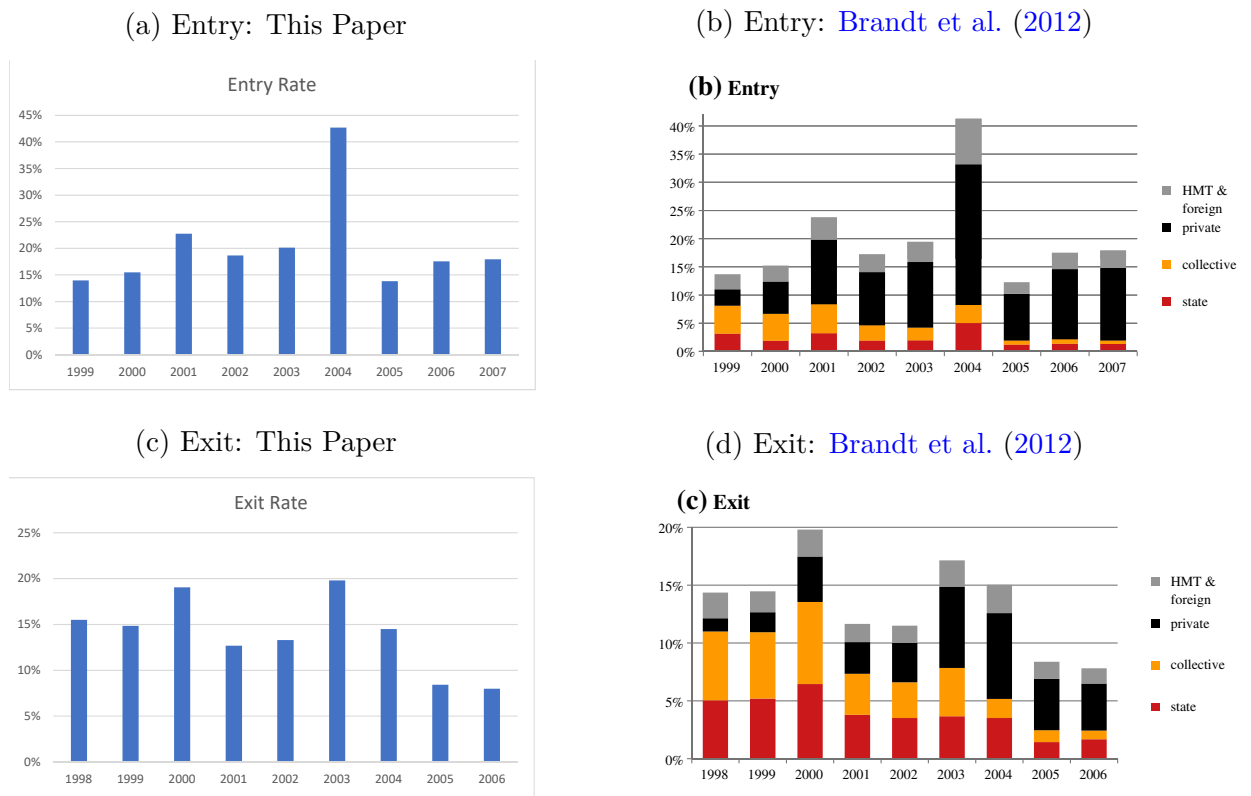 (a) Entry: This Paper
Entry Rate
45%
40%
35%
30%
25%
20%
15%
10%
5%
0%
1999 2000 2001 2002 2003 2004 2005 2006 2007
(b) Entry: Brandt et al. (2012)
(b) Entry
40%
35%
30%
25%
20%
15%
10%
5%
0%
1999 2000 2001 2002 2003 2004 2005 2006 2007
HMT &
foreign
private
collective
state
(c) Exit: This Paper
Exit Rate
25%
20%
15%
10%
5%
0%
1998 1999 2000 2001 2002 2003 2004 2005 2006
(d) Exit: Brandt et al. (2012)
(c) Exit
20%
15%
10%
5%
0%
1998 1999 2000 2001 2002 2003 2004 2005 2006
HMT &
foreign
private
collective
state